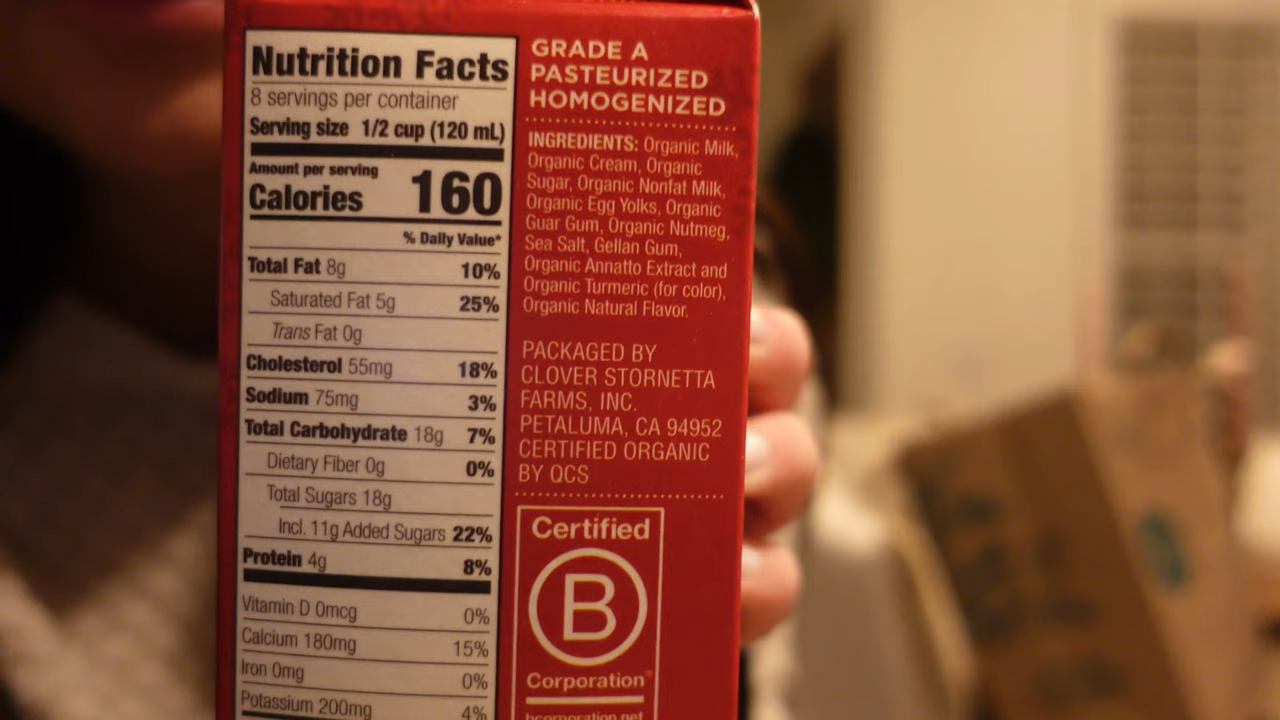 Nutrition Facts
8 servings per container
Serving size 1/2 cup (120 mL)
Amount per serving
Calories 160
% Daily Value*
Total Fat 8g 10%
Saturated Fat 5g 25%
Trans Fat 0g
Cholesterol 55mg 18%
Sodium 75mg 3%
Total Carbohydrate 18g 7%
Dietary Fiber 0g 0%
Total Sugars 18g
Incl. 11g Added Sugars 22%
Protein 4g 8%
Vitamin D 0mcg 0%
Calcium 180mg 15%
Iron 0mg 0%
Potassium 200mg 4%
GRADE A
PASTEURIZED
HOMOGENIZED
INGREDIENTS: Organic Milk,
Organic Cream, Organic
Sugar, Organic Nonfat Milk,
Organic Egg Yolks, Organic
Guar Gum, Organic Nutmeg,
Sea Salt, Gellan Gum,
Organic Annatto Extract and
Organic Turmeric (for color),
Organic Natural Flavor.
PACKAGED BY
CLOVER STORNETTA
FARMS, INC.
PETALUMA, CA 94952
CERTIFIED ORGANIC
BY QCS
Certified
B
Corporation
bcorporation.net